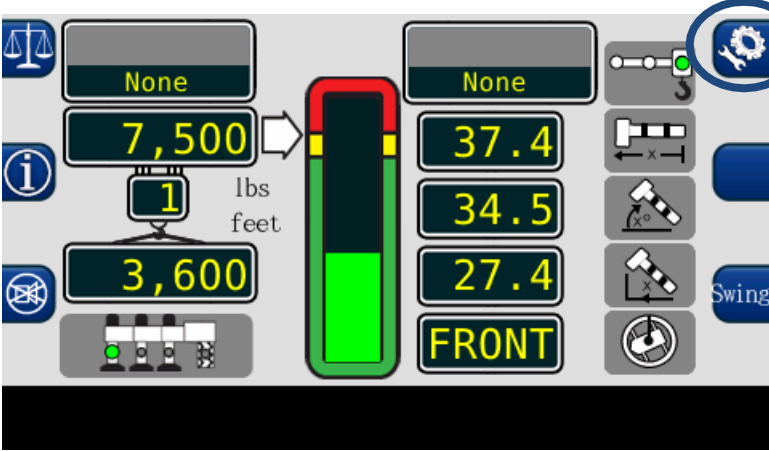 None
None
7,500
37.4
1
lbs
feet
34.5
3,600
27.4
Swing
FRONT
x
x°
x